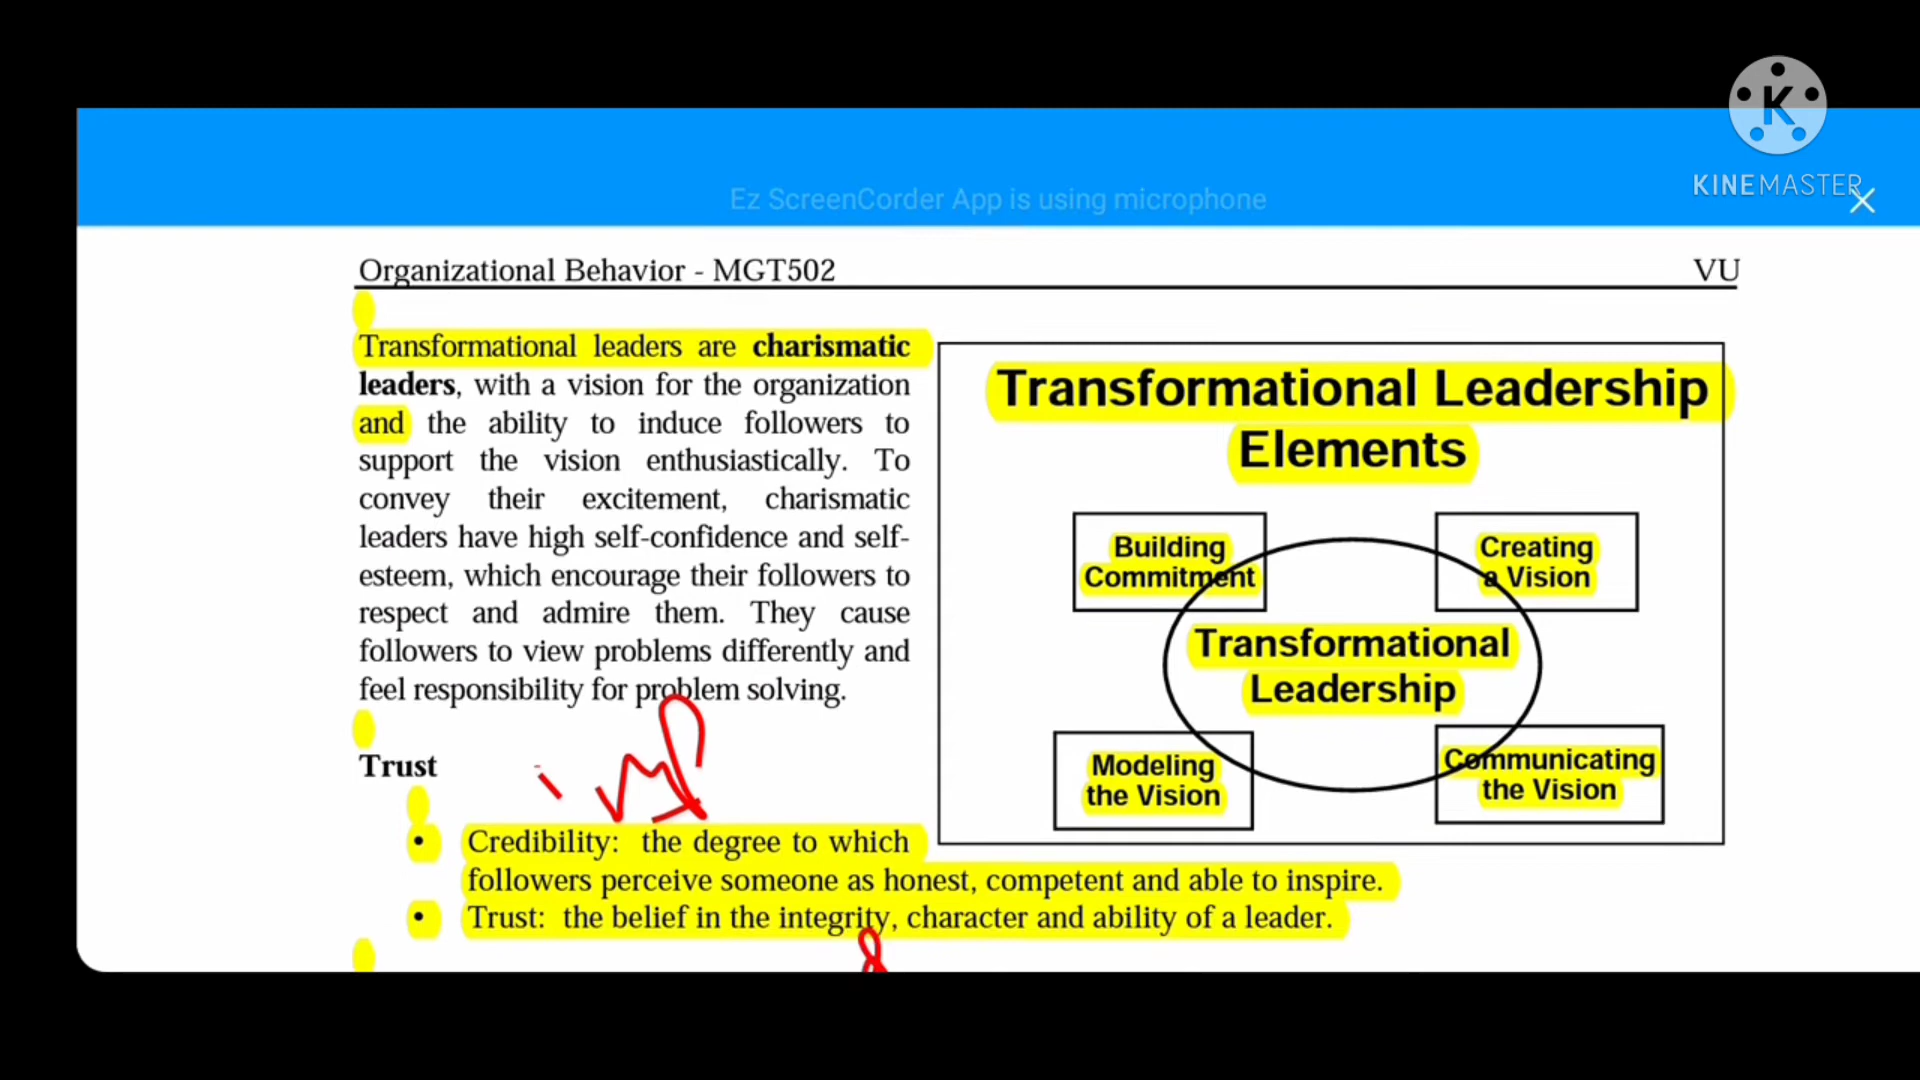 K
KINEMASTER
Ez ScreenCorder App is using microphone
Organizational Behavior - MGT502
VU
Transformational leaders are charismatic
leaders, with a vision for the organization
and the ability to induce followers to
support the vision enthusiastically. To
convey their excitement, charismatic
leaders have high self-confidence and self-
esteem, which encourage their followers to
respect and admire them. They cause
followers to view problems differently and
feel responsibility for problem solving.
Transformational Leadership
Elements
Building
Commitment
Creating
a Vision
Transformational
Leadership
Modeling
the Vision
Communicating
the Vision
Trust
imp
• Credibility: the degree to which
followers perceive someone as honest, competent and able to inspire.
• Trust: the belief in the integrity, character and ability of a leader.